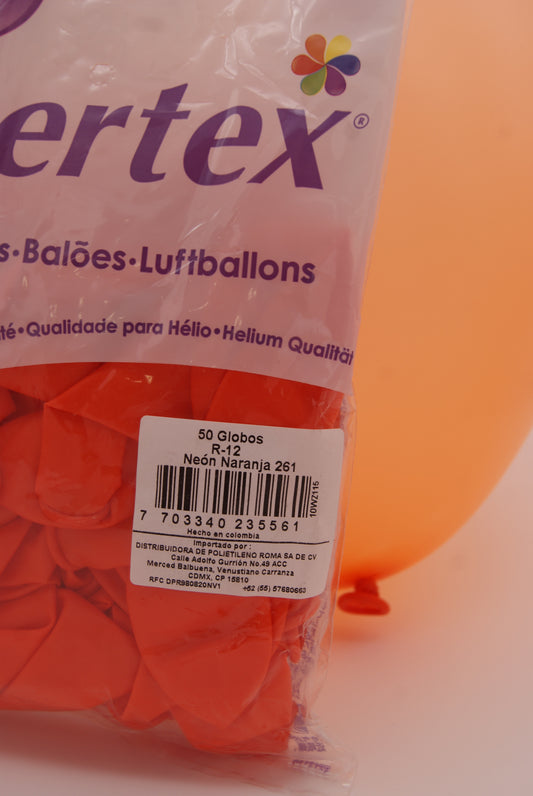 ertex®
s•Balões•Luftballons
té•Qualidade para Hélio•Helium Qualität
50 Globos
R-12
Neón Naranja 261
10WZ115
7 703340 235561
Hecho en colombia
Importado por :
DISTRIBUIDORA DE POLIETILENO ROMA SA DE CV
Calle Adolfo Gurrión No.49 ACC
Merced Balbuena, Venustiano Carranza
CDMX, CP 15810
RFC DPR980820NV1 +52 (55) 57680663